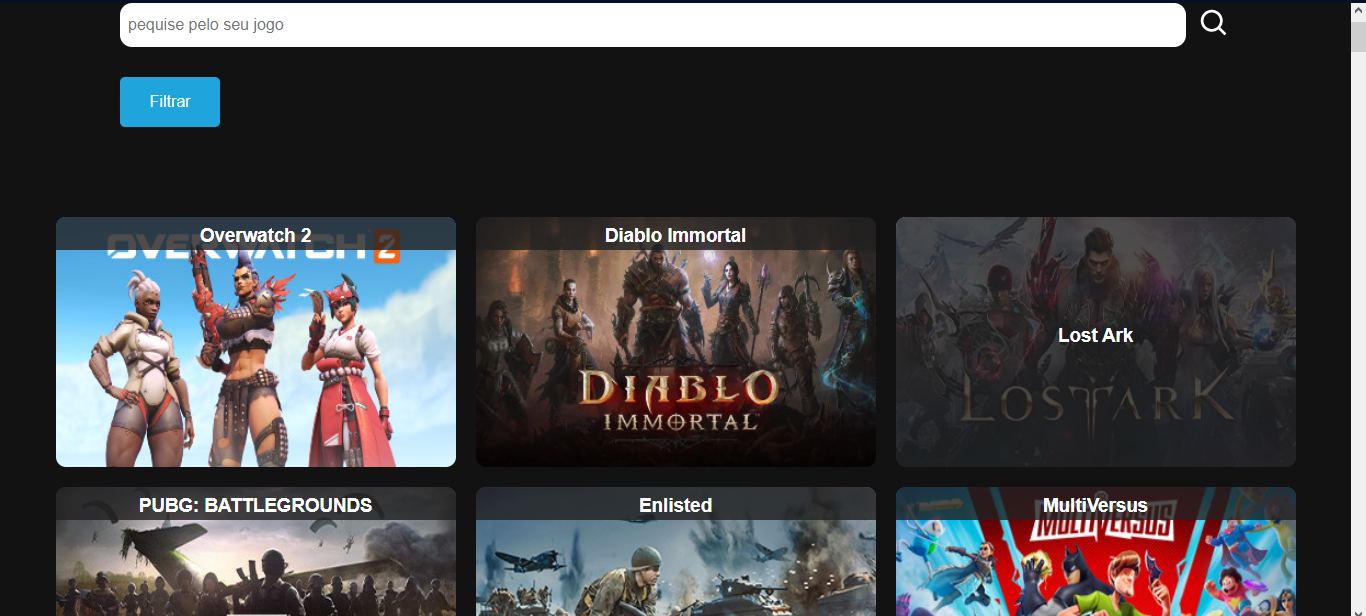 pequise pelo seu jogo
Filtrar
Overwatch 2
OVERWATCH 2
Diablo Immortal
DIABLO
IMMORTAL
Lost Ark
LOST ARK
PUBG: BATTLEGROUNDS
Enlisted
MultiVersus
MULTIVERSUS